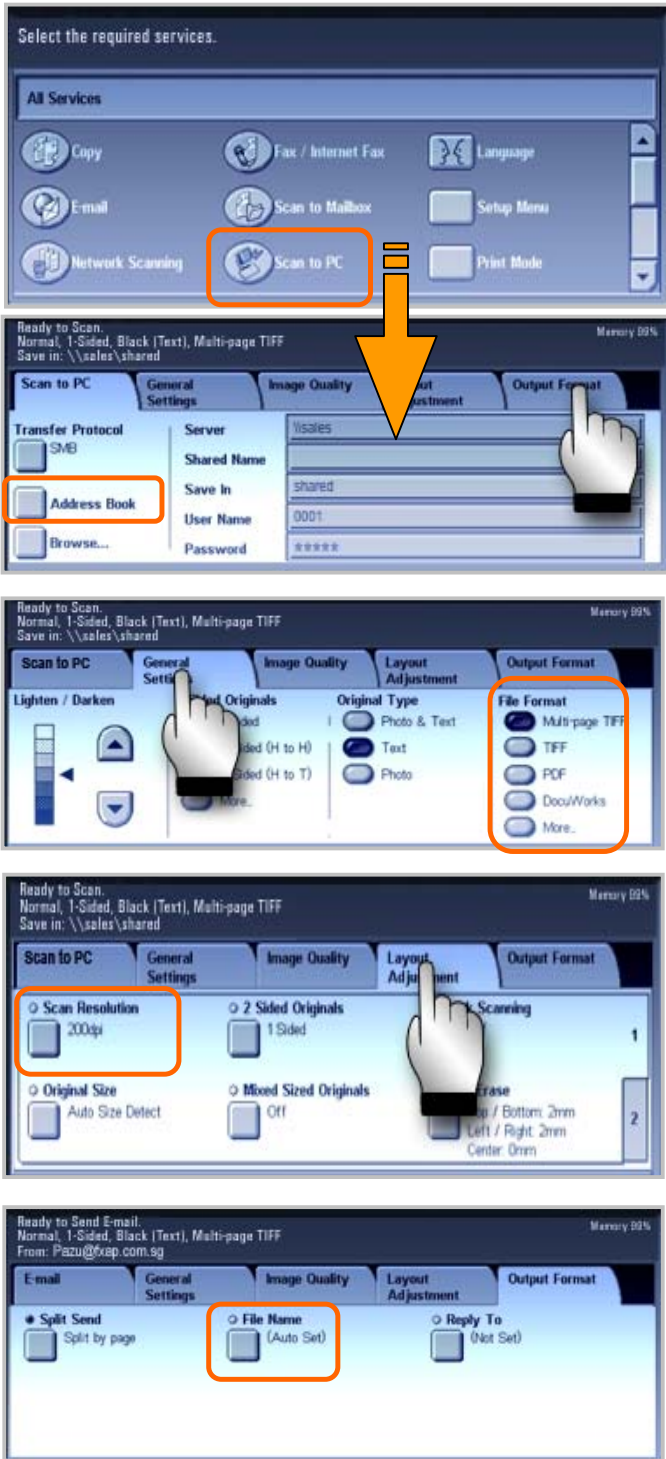 Select the required services.
All Services
Copy
Fax / Internet Fax
Language
E-mail
Scan to Mailbox
Setup Menu
Network Scanning
Scan to PC
Print Mode
Ready to Scan.
Normal, 1-Sided, Black (Text), Multi-page TIFF
Save in: \\sales\shared
Memory 99%
Scan to PC
General Settings
Image Quality
Output Format
Transfer Protocol
SMB
Address Book
Browse...
Server
\\sales
Shared Name
Save In
shared
User Name
0001
Password
*****
Ready to Scan.
Normal, 1-Sided, Black (Text), Multi-page TIFF
Save in: \\sales\shared
Memory 99%
Scan to PC
General
Image Quality
Layout Adjustment
Output Format
Lighten / Darken
Originals
(H to H)
(H to T)
More...
Original Type
Photo & Text
Text
Photo
File Format
Multi-page TIFF
TIFF
PDF
DocuWorks
More...
Ready to Scan.
Normal, 1-Sided, Black (Text), Multi-page TIFF
Save in: \\sales\shared
Memory 99%
Scan to PC
General Settings
Image Quality
Layout
Output Format
Scan Resolution
200dpi
2 Sided Originals
1 Sided
Scanning
1
Original Size
Auto Size Detect
Mixed Sized Originals
Off
/ Bottom: 2mm
Left / Right: 2mm
Center: 0mm
2
Ready to Send E-mail.
Normal, 1-Sided, Black (Text), Multi-page TIFF
From: Pazu@fxap.com.sg
Memory 99%
E-mail
General Settings
Image Quality
Layout Adjustment
Output Format
Split Send
Split by page
File Name
(Auto Set)
Reply To
(Not Set)